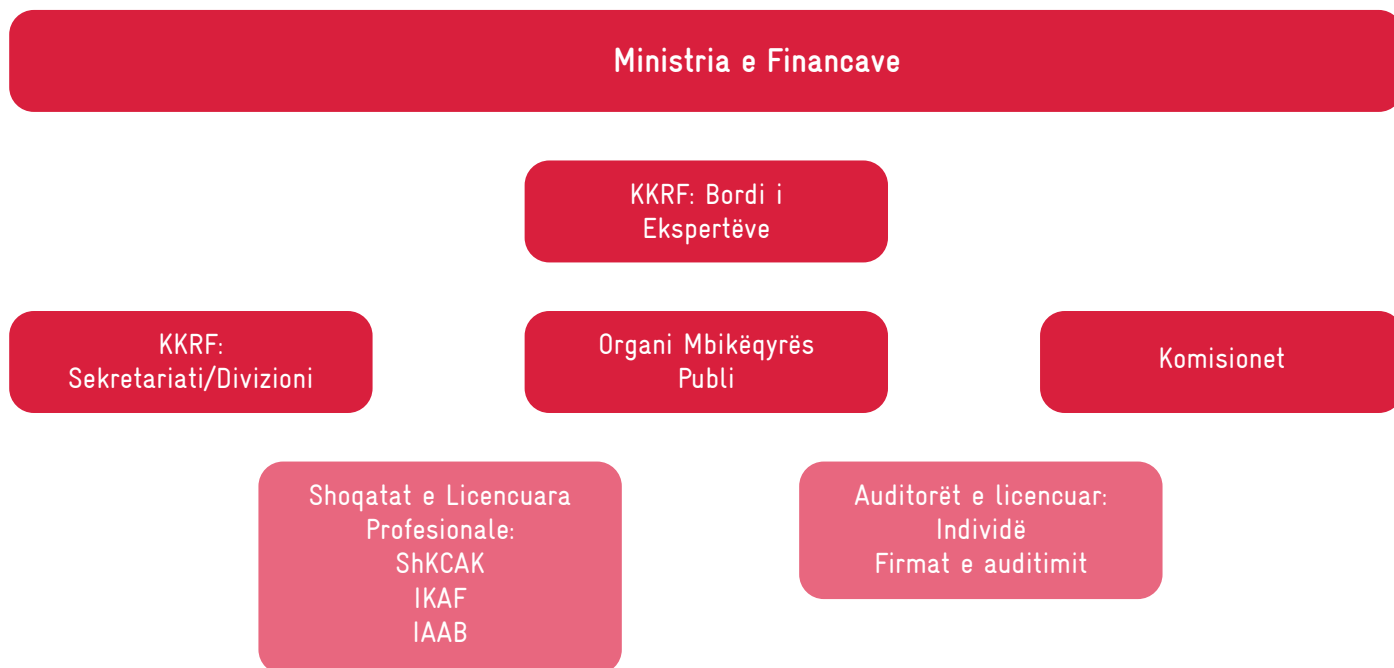 Ministria e Financave
KKRF: Bordi i
Ekspertëve
KKRF:
Sekretariati/Divizioni
Organi Mbikëqyrës
Publi
Komisionet
Shoqatat e Licencuara
Profesionale:
ShKCAK
IKAF
IAAB
Auditorët e licencuar:
Individë
Firmat e auditimit